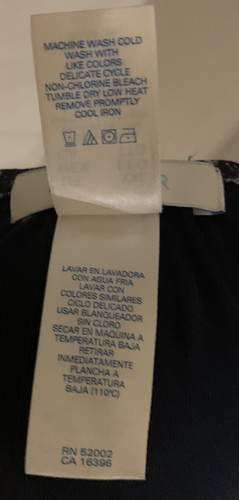 MACHINE WASH COLD
WASH WITH
LIKE COLORS
DELICATE CYCLE
NON-CHLORINE BLEACH
TUMBLE DRY LOW HEAT
REMOVE PROMPTLY
COOL IRON
R
LAVAR EN LAVADORA
CON AGUA FRIA
LAVAR CON
COLORES SIMILARES
CICLO DELICADO
USAR BLANQUEADOR
SIN CLORO
SECAR EN MAQUINA A
TEMPERATURA BAJA
RETIRAR
INMEDIATAMENTE
PLANCHA A
TEMPERATURA
BAJA (110°C)
RN 52002
CA 16396